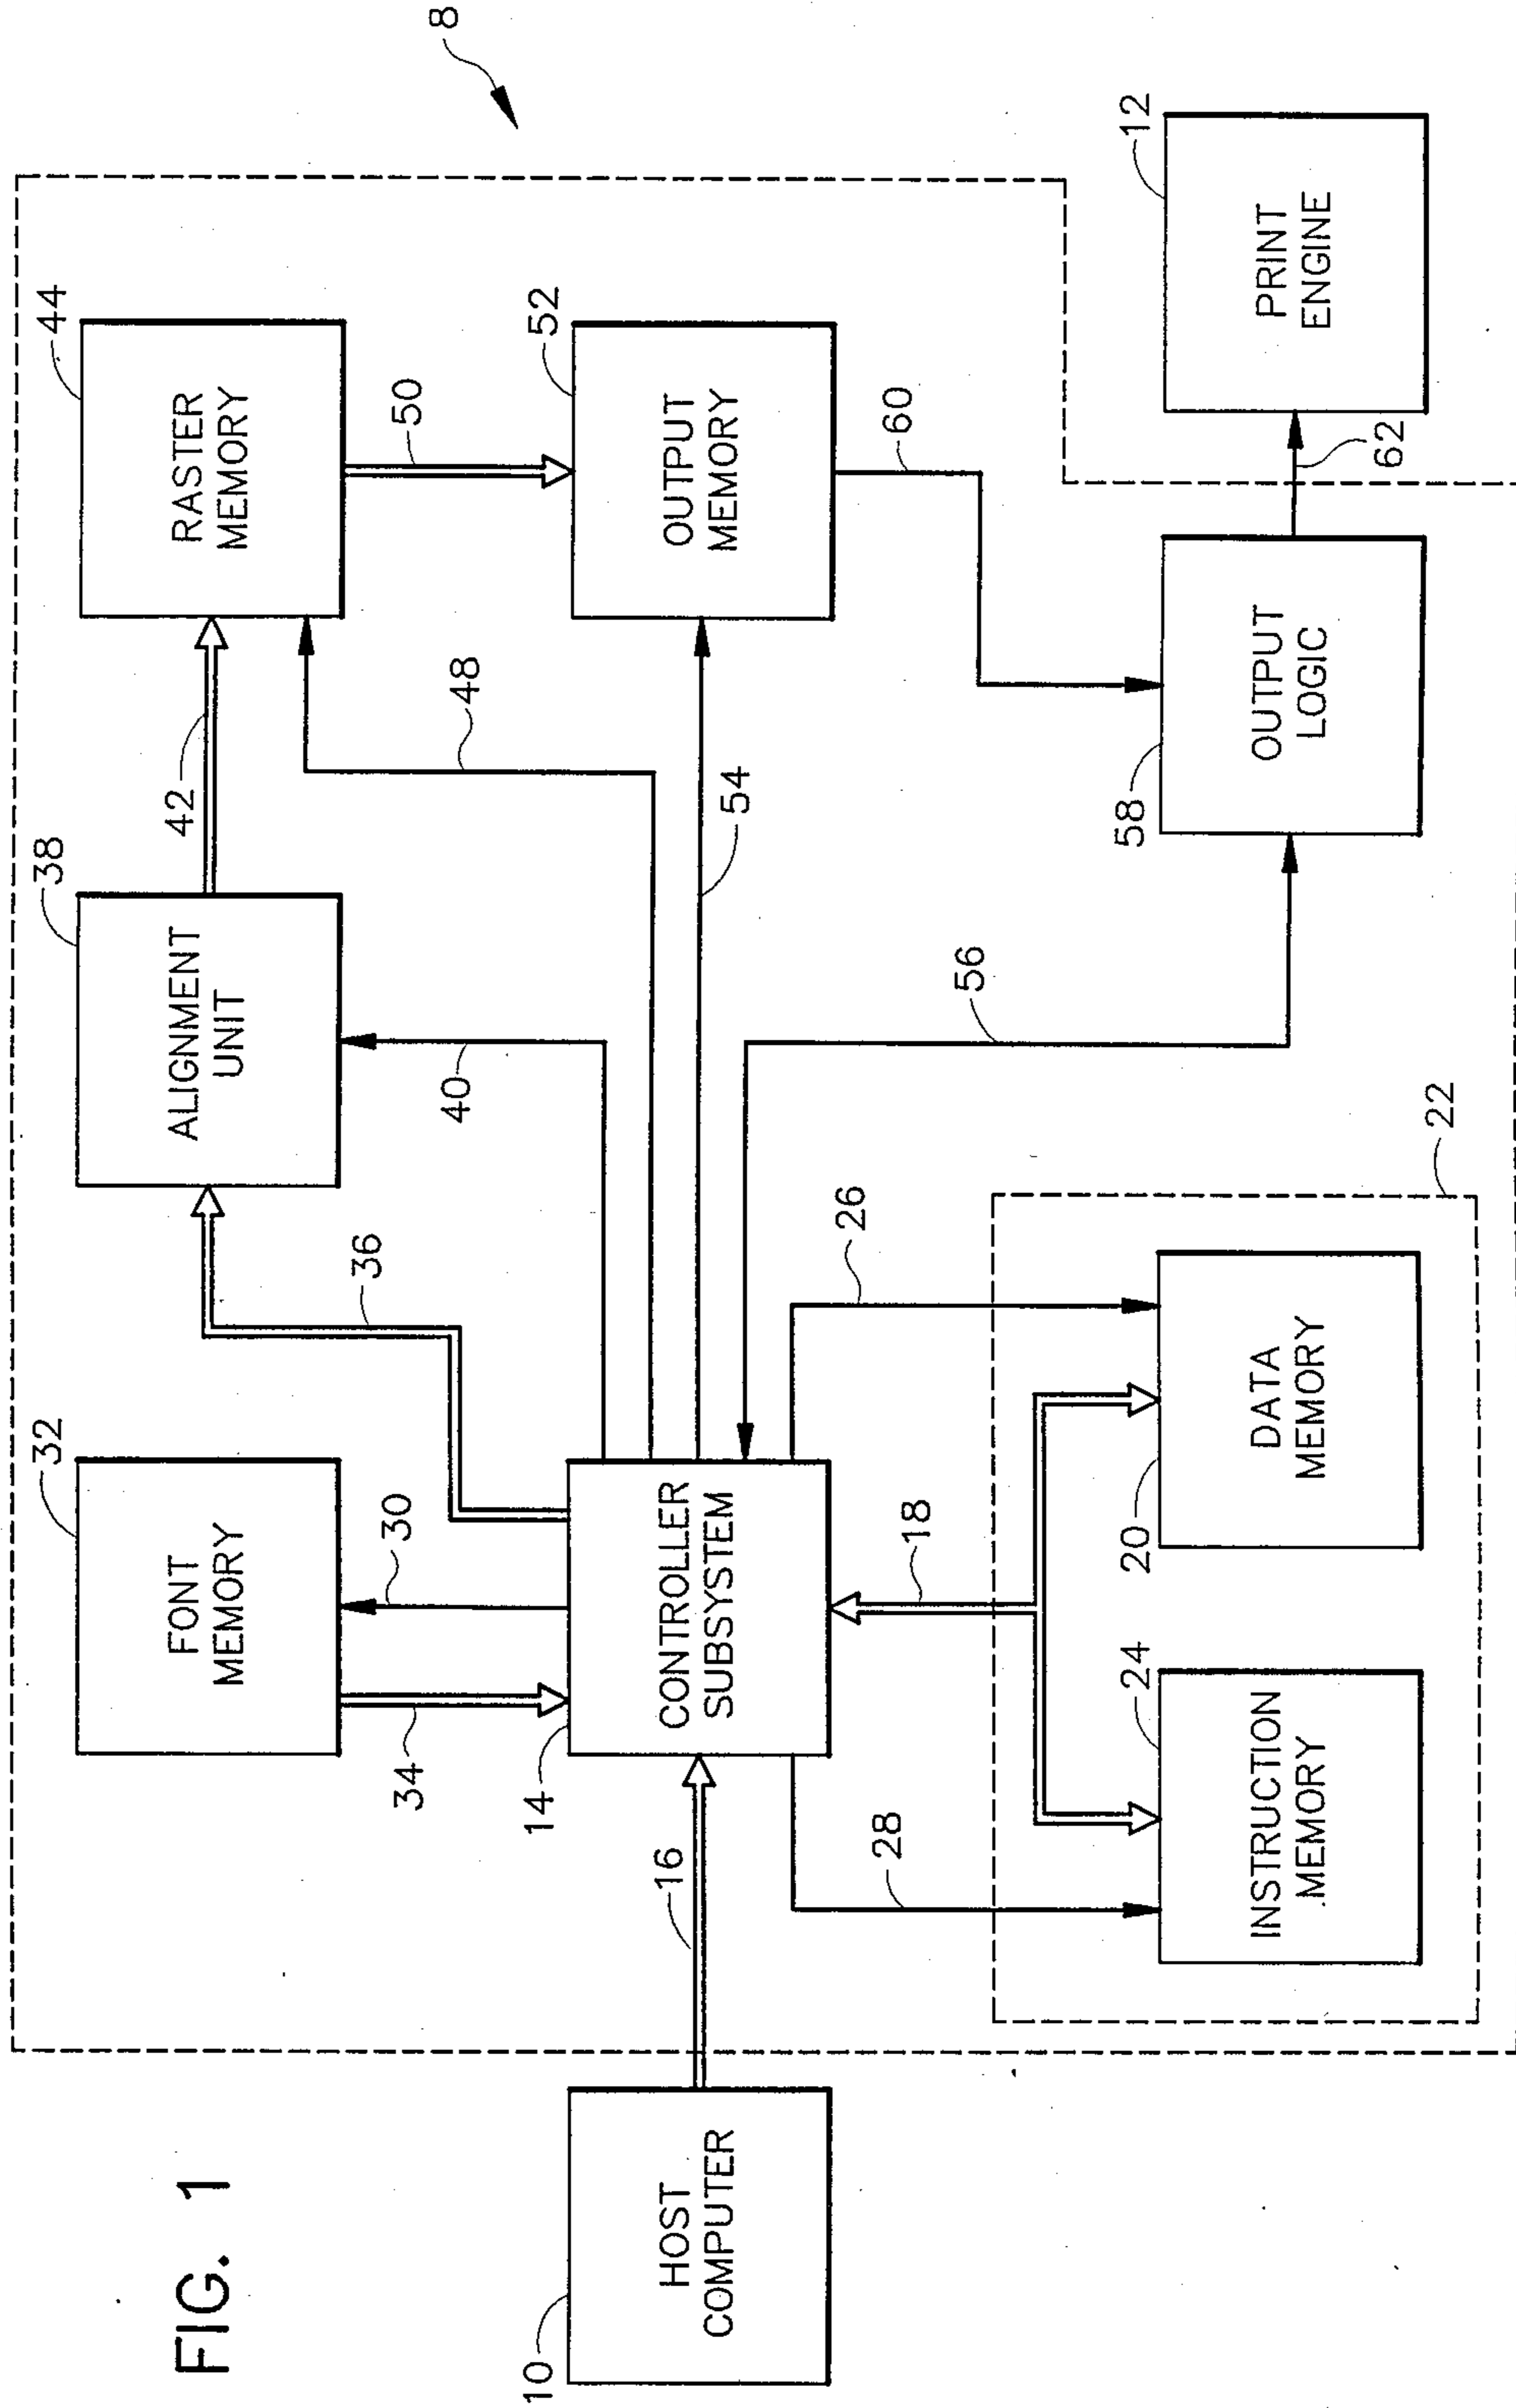 FIG. 1
8
10
HOST
COMPUTER
16
14
CONTROLLER
SUBSYSTEM
32
FONT
MEMORY
34
30
36
38
ALIGNMENT
UNIT
40
42
44
RASTER
MEMORY
48
50
52
OUTPUT
MEMORY
54
56
60
58
OUTPUT
LOGIC
62
12
PRINT
ENGINE
28
18
26
22
24
INSTRUCTION
MEMORY
20
DATA
MEMORY